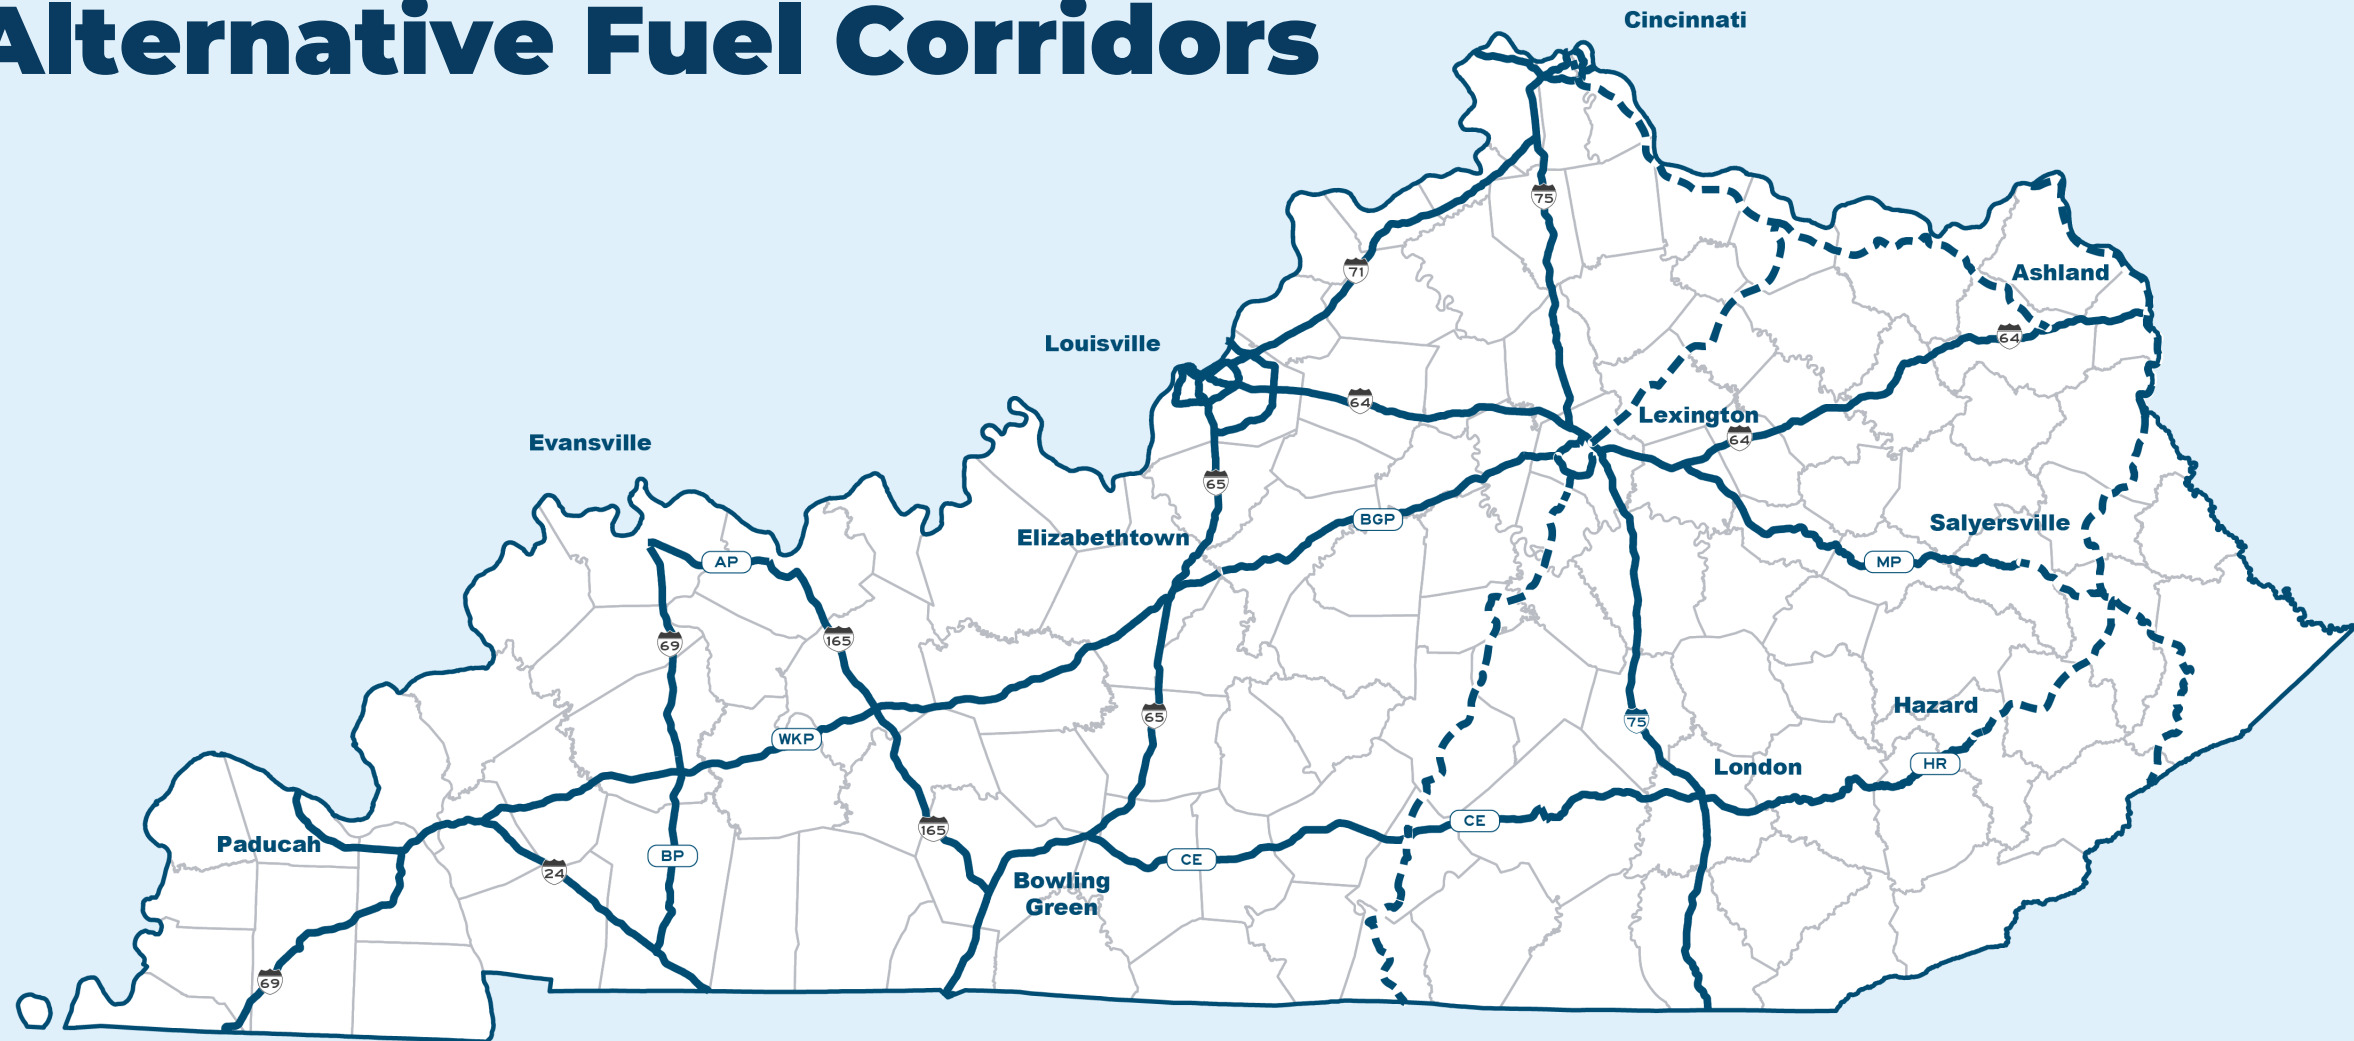 Alternative Fuel Corridors
Cincinnati
75
71
Ashland
64
Louisville
64
Lexington
64
Evansville
65
BGP
Salyersville
Elizabethtown
AP
MP
69
165
Hazard
65
75
WKP
London
HR
CE
165
Paducah
BP
CE
24
Bowling
Green
69